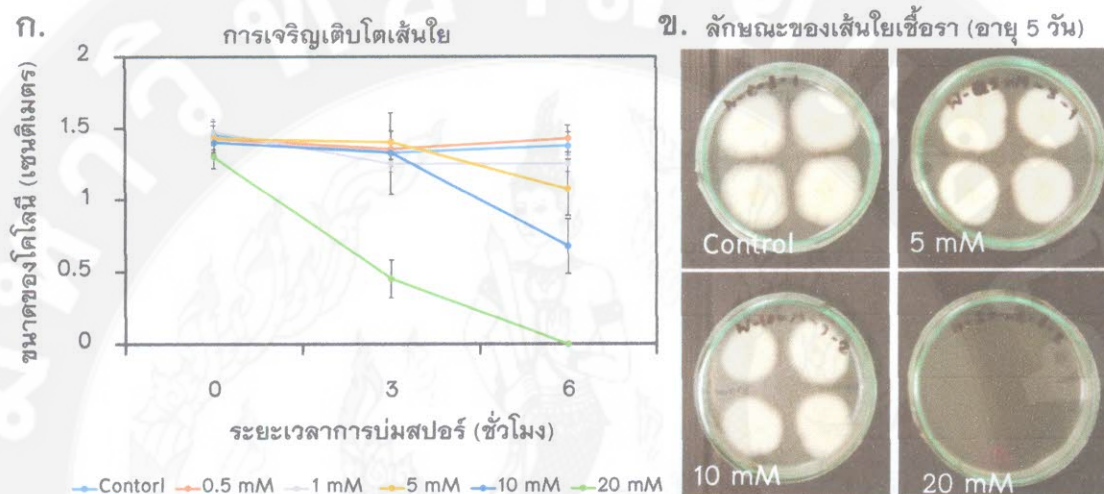 ก.
การเจริญเติบโตเส้นใย
ขนาดของโคโลนี (เซนติเมตร)
2
1.5
1
0.5
0
0
3
6
ระยะเวลาการบ่มสปอร์ (ชั่วโมง)
Contorl
0.5 mM
1 mM
5 mM
10 mM
20 mM
ข. ลักษณะของเส้นใยเชื้อรา (อายุ 5 วัน)
Control
5 mM
10 mM
20 mM